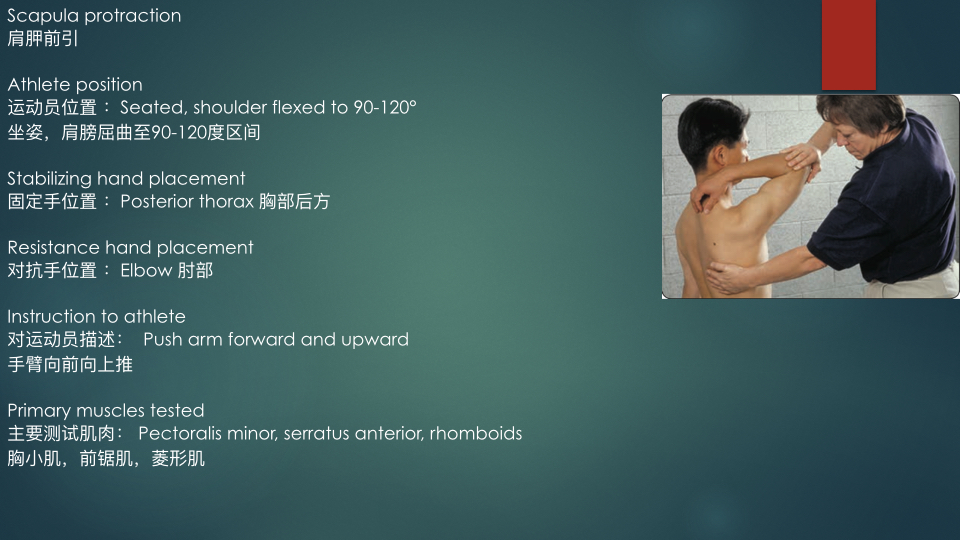 Scapula protraction
肩胛前引
Athlete position
运动员位置： Seated, shoulder flexed to 90-120°
坐姿，肩膀屈曲至90-120度区间
Stabilizing hand placement
固定手位置： Posterior thorax 胸部后方
Resistance hand placement
对抗手位置： Elbow 肘部
Instruction to athlete
对运动员描述： Push arm forward and upward
手臂向前向上推
Primary muscles tested
主要测试肌肉： Pectoralis minor, serratus anterior, rhomboids
胸小肌，前锯肌，菱形肌